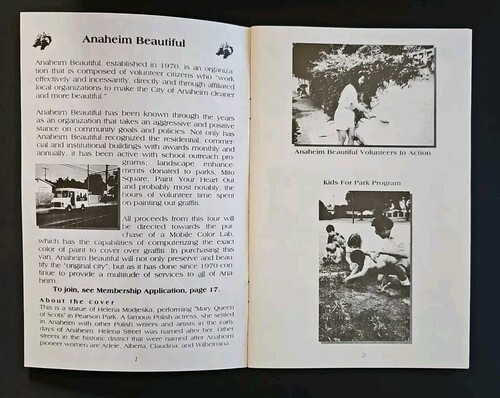 Anaheim Beautiful
Anaheim Beautiful, established in 1970, is an organiza-
tion that is composed of volunteer citizens who "work
effectively and incessantly, directly and through affiliated
local organizations to make the City of Anaheim cleaner
and more beautiful."
Anaheim Beautiful has been known through the years
as an organization that takes an aggressive and positive
stance on community goals and policies. Not only has
Anaheim Beautiful recognized the residential, commer-
cial and institutional buildings with awards monthly and
annually, it has been active with school outreach pro-
grams, landscape enhance-
ments donated to parks, Mito
Square, Paint Your Heart Out
and probably most notably, the
hours of volunteer time spent
on painting out graffiti.
All proceeds from this tour will
be directed towards the pur-
chase of a Mobile Color Lab,
which has the capabilities of computerizing the exact
color of paint to cover over graffiti. In purchasing this
van, Anaheim Beautiful will not only preserve and beau-
tify the "original city", but as it has done since 1970 con-
tinue to provide a multitude of services to all of Ana-
heim.
To join, see Membership Application, page 17.
About the cover
This is a statue of Helena Modjeska, performing "Mary Queen
of Scots" in Pearson Park. A famous Polish actress, she settled
in Anaheim with other Polish writers and artists in the early
days of Anaheim. Helena Street was named after her. Other
streets in the historic district that were named after Anaheim
pioneer women are Adele, Alberta, Claudina, and Wilhelmina.
1
Anaheim Beautiful Volunteers In Action
Kids For Park Program
2